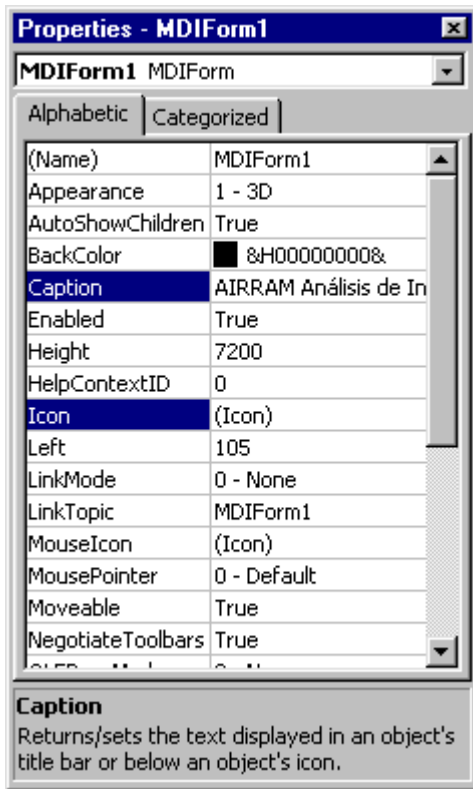 Properties - MDIForm1
MDIForm1 MDIForm
Alphabetic Categorized
(Name) MDIForm1
Appearance 1 - 3D
AutoShowChildren True
BackColor &H00000000&
Caption AIRRAM Análisis de In
Enabled True
Height 7200
HelpContextID 0
Icon (Icon)
Left 105
LinkMode 0 - None
LinkTopic MDIForm1
MouseIcon (Icon)
MousePointer 0 - Default
Moveable True
NegotiateToolbars True
Caption
Returns/sets the text displayed in an object's
title bar or below an object's icon.